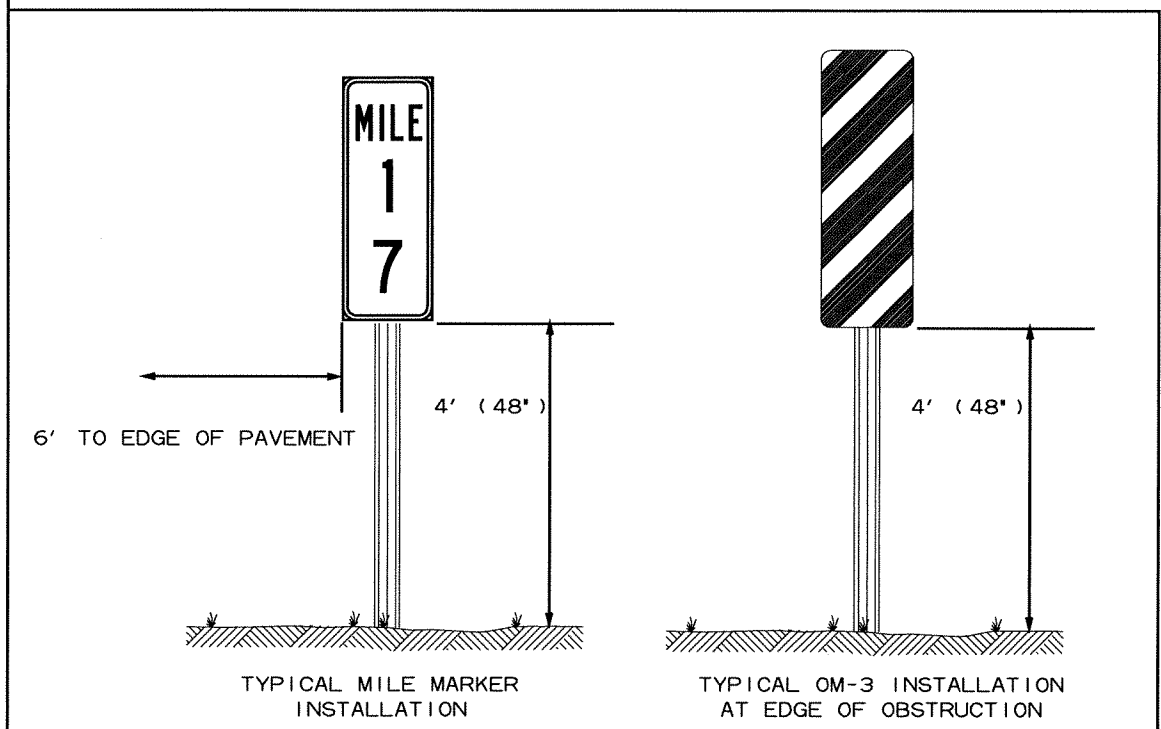 MILE
1
7
4' (48")
4' (48")
6' TO EDGE OF PAVEMENT
TYPICAL MILE MARKER
INSTALLATION
TYPICAL OM-3 INSTALLATION
AT EDGE OF OBSTRUCTION